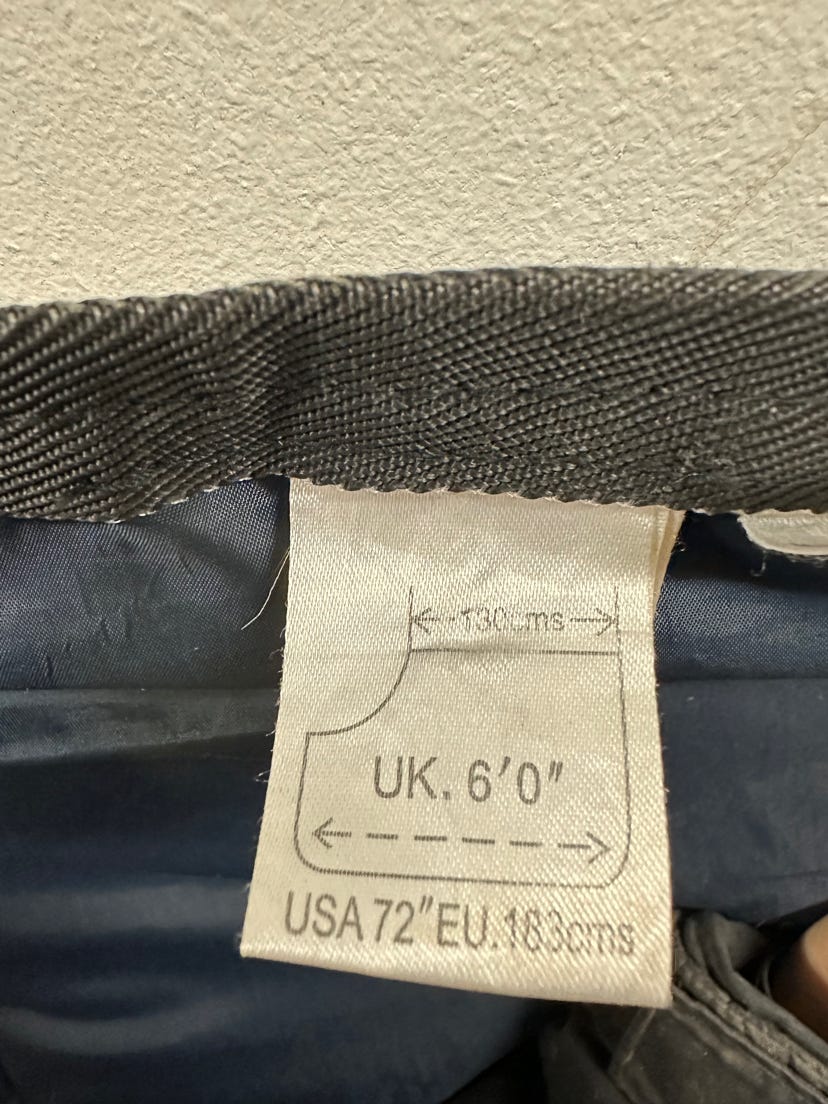 130cms
UK. 6'0"
USA 72" EU. 183cms